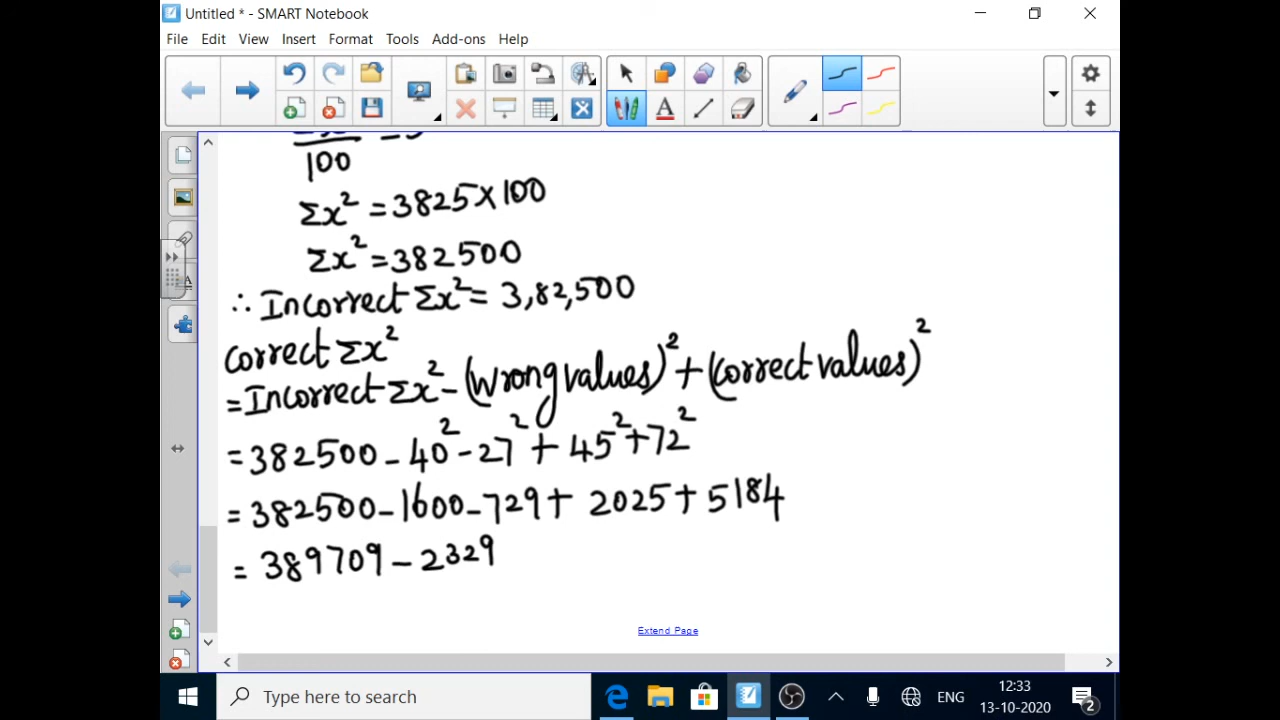 Untitled * - SMART Notebook
File Edit View Insert Format Tools Add-ons Help
100
Σx² = 3825 × 100
Σx² = 382500
∴ Incorrect Σx² = 3,82,500
correct Σx²
= Incorrect Σx² - (wrong values)² + (correct values)²
= 382500 - 40² - 27² + 45² + 72²
= 382500 - 1600 - 729 + 2025 + 5184
= 389709 - 2329
Extend Page
Type here to search
ENG
12:33
13-10-2020
2